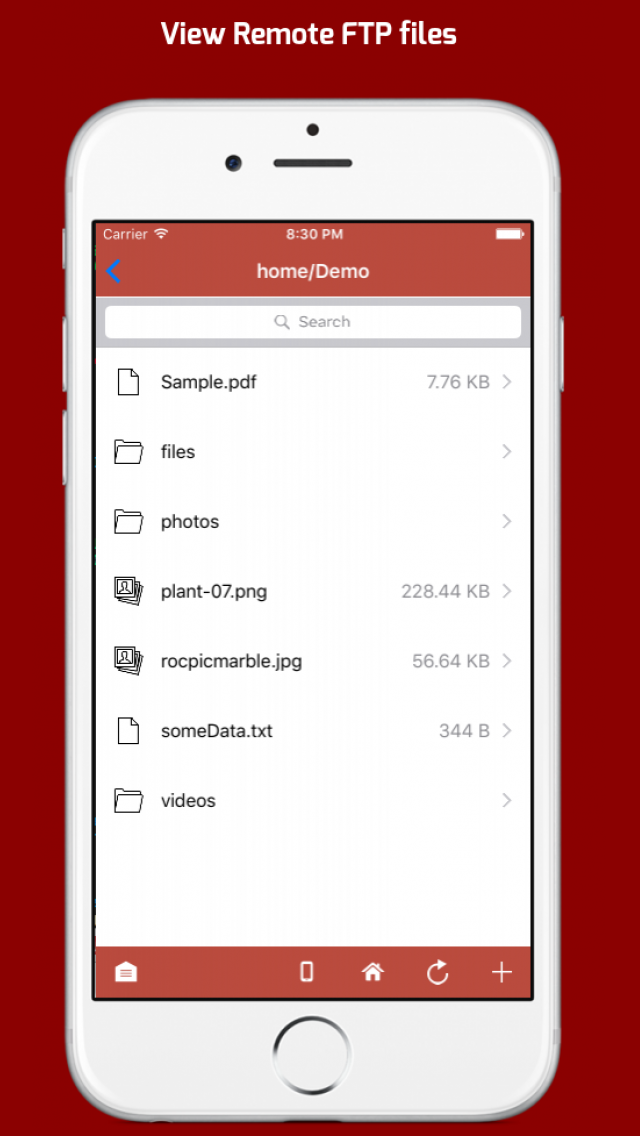 View Remote FTP files
Carrier 8:30 PM
home/Demo
Search
Sample.pdf 7.76 KB
files
photos
plant-07.png 228.44 KB
rocpicmarble.jpg 56.64 KB
someData.txt 344 B
videos